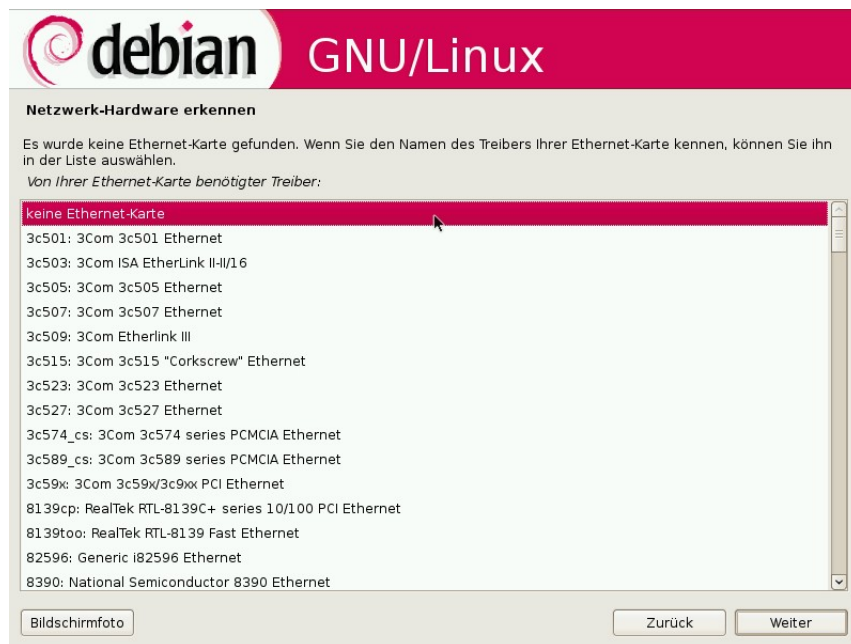 debian GNU/Linux
Netzwerk-Hardware erkennen
Es wurde keine Ethernet-Karte gefunden. Wenn Sie den Namen des Treibers Ihrer Ethernet-Karte kennen, können Sie ihn
in der Liste auswählen.
Von Ihrer Ethernet-Karte benötigter Treiber:
keine Ethernet-Karte
3c501: 3Com 3c501 Ethernet
3c503: 3Com ISA EtherLink II-II/16
3c505: 3Com 3c505 Ethernet
3c507: 3Com 3c507 Ethernet
3c509: 3Com Etherlink III
3c515: 3Com 3c515 "Corkscrew" Ethernet
3c523: 3Com 3c523 Ethernet
3c527: 3Com 3c527 Ethernet
3c574_cs: 3Com 3c574 series PCMCIA Ethernet
3c589_cs: 3Com 3c589 series PCMCIA Ethernet
3c59x: 3Com 3c59x/3c9xx PCI Ethernet
8139cp: RealTek RTL-8139C+ series 10/100 PCI Ethernet
8139too: RealTek RTL-8139 Fast Ethernet
82596: Generic i82596 Ethernet
8390: National Semiconductor 8390 Ethernet
Bildschirmfoto Zurück Weiter